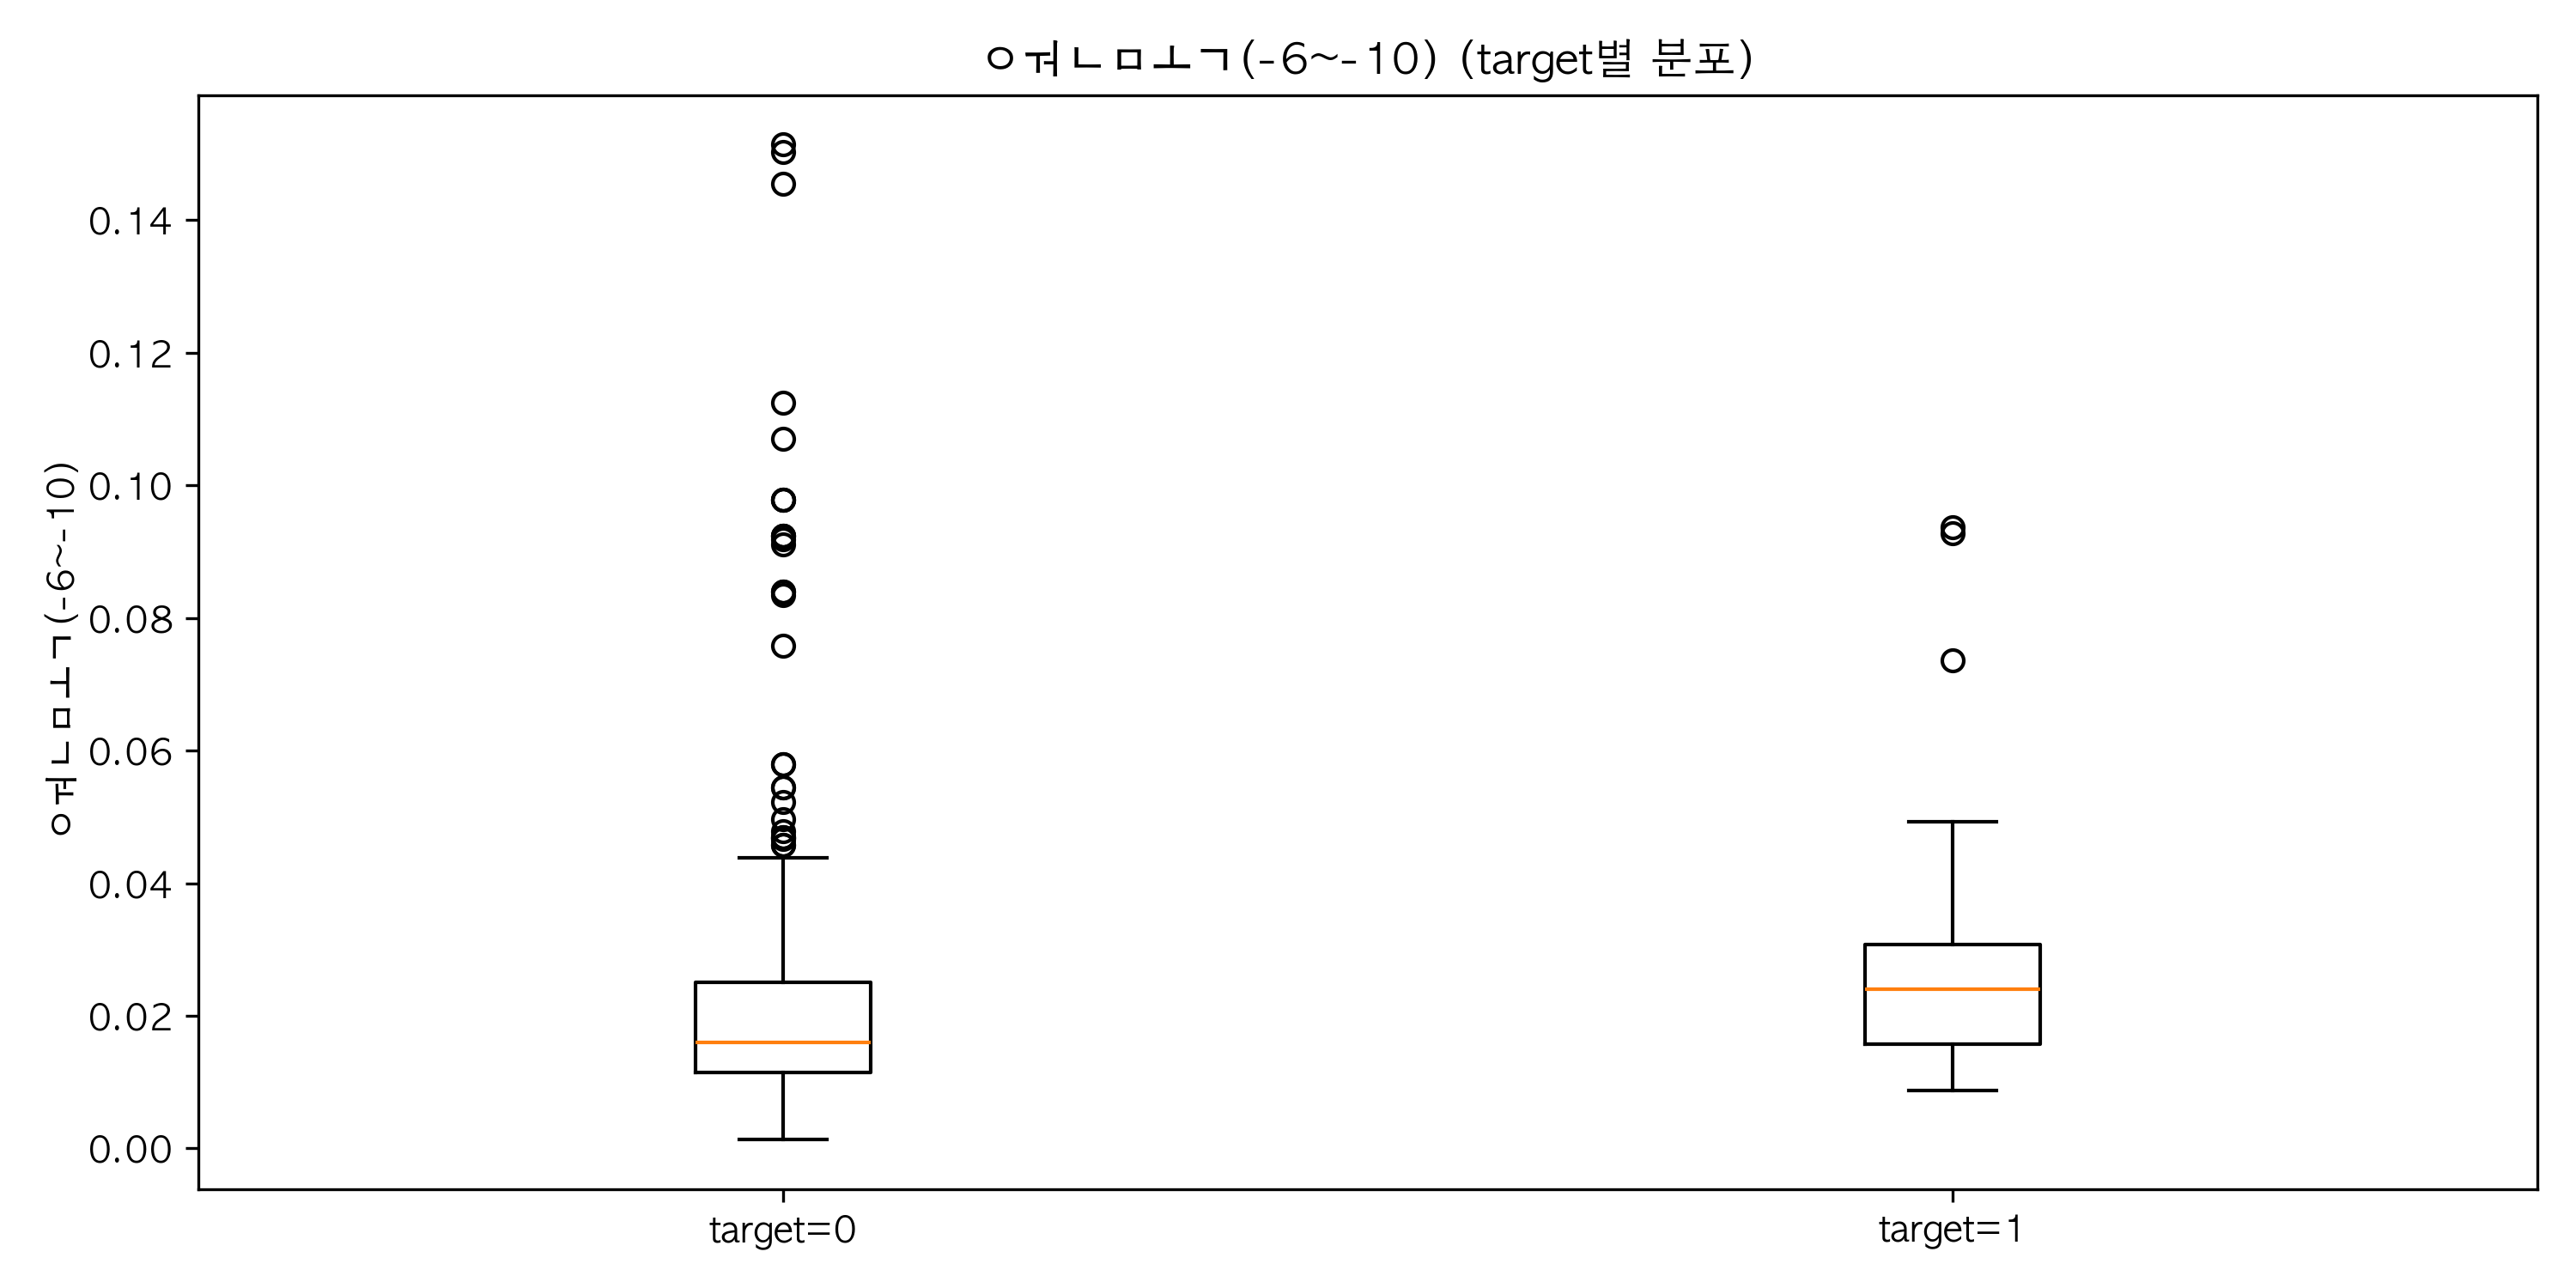 ㅇㅝㄴㅁㅗㄱ(-6~-10) (target별 분포)
ㅇㅝㄴㅁㅗㄱ(-6~-10)
0.14
0.12
0.10
0.08
0.06
0.04
0.02
0.00
target=0
target=1